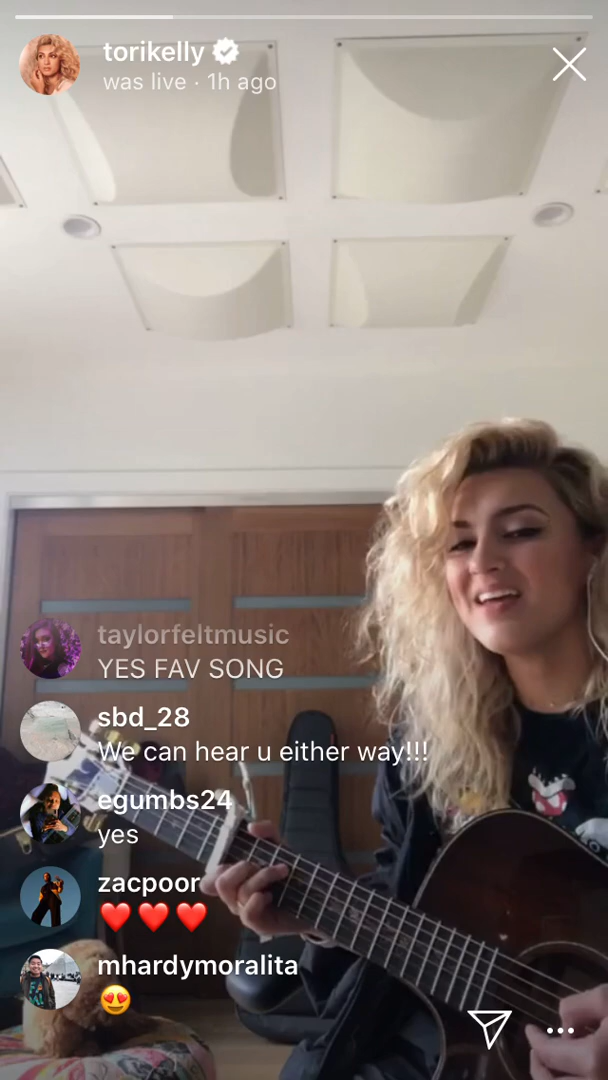 torikelly
was live · 1h ago
taylorfeltmusic
YES FAV SONG
sbd_28
We can hear u either way!!!
egumbs24
yes
zacpoor
❤️❤️❤️
mhardymoralita
😍